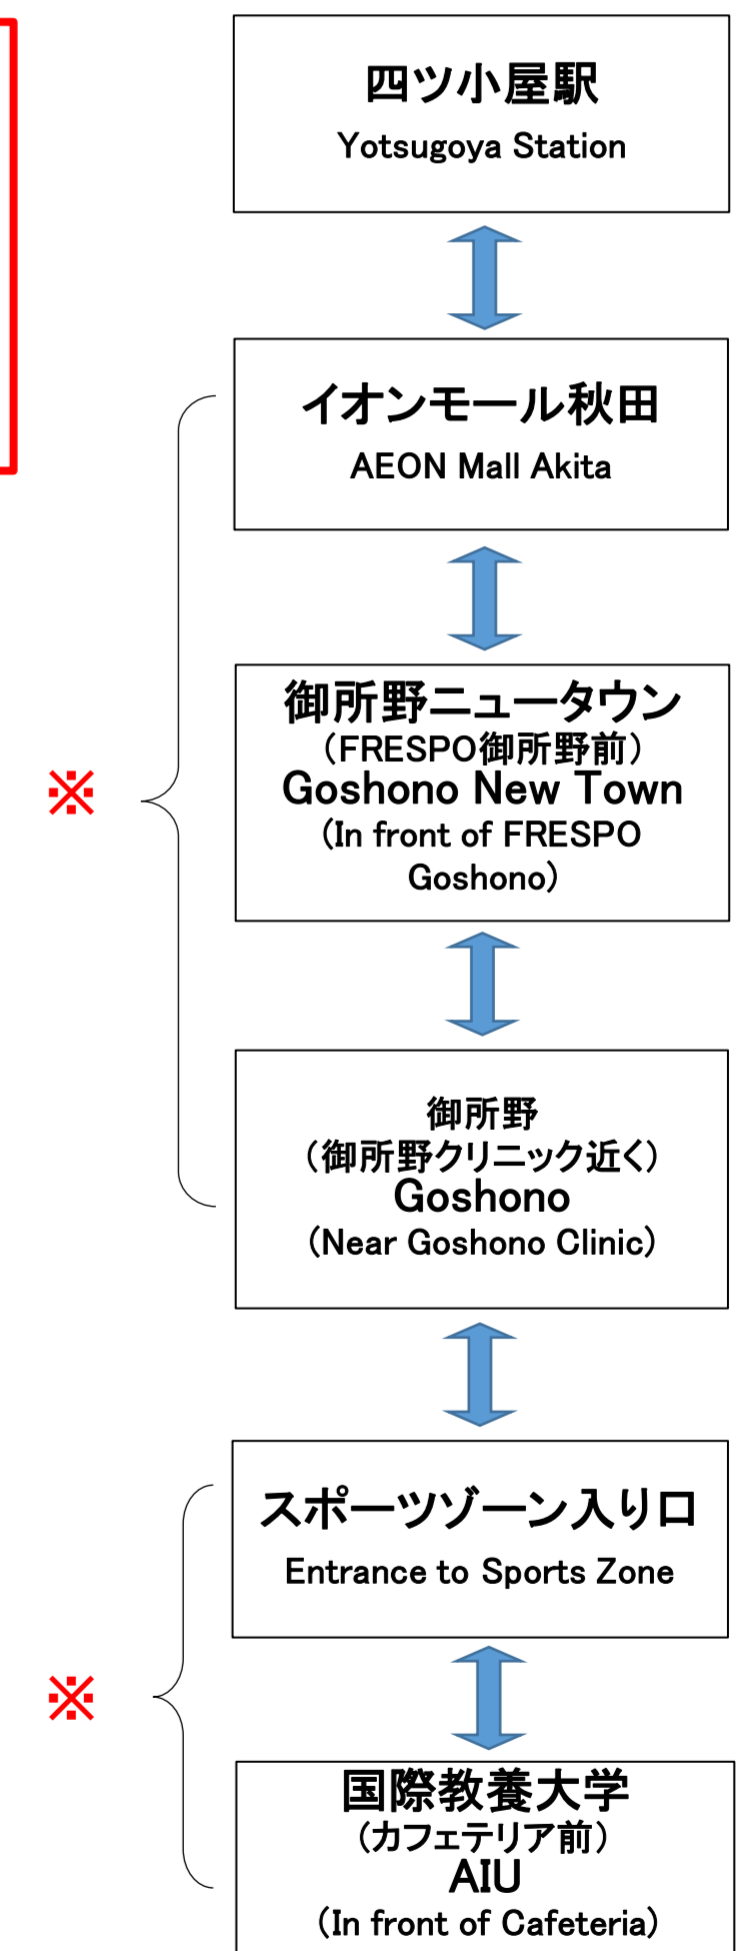 四ツ小屋駅
Yotsugoya Station
イオンモール秋田
AEON Mall Akita
御所野ニュータウン
（FRESPO御所野前）
Goshono New Town
（In front of FRESPO
Goshono）
※
御所野
（御所野クリニック近く）
Goshono
（Near Goshono Clinic）
スポーツゾーン入り口
Entrance to Sports Zone
※
国際教養大学
（カフェテリア前）
AIU
（In front of Cafeteria）